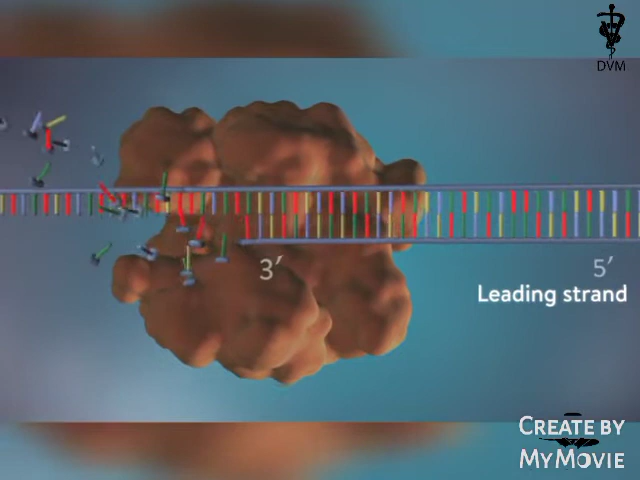 DVM
3′
5′
Leading strand
CREATE BY
MYMOVIE